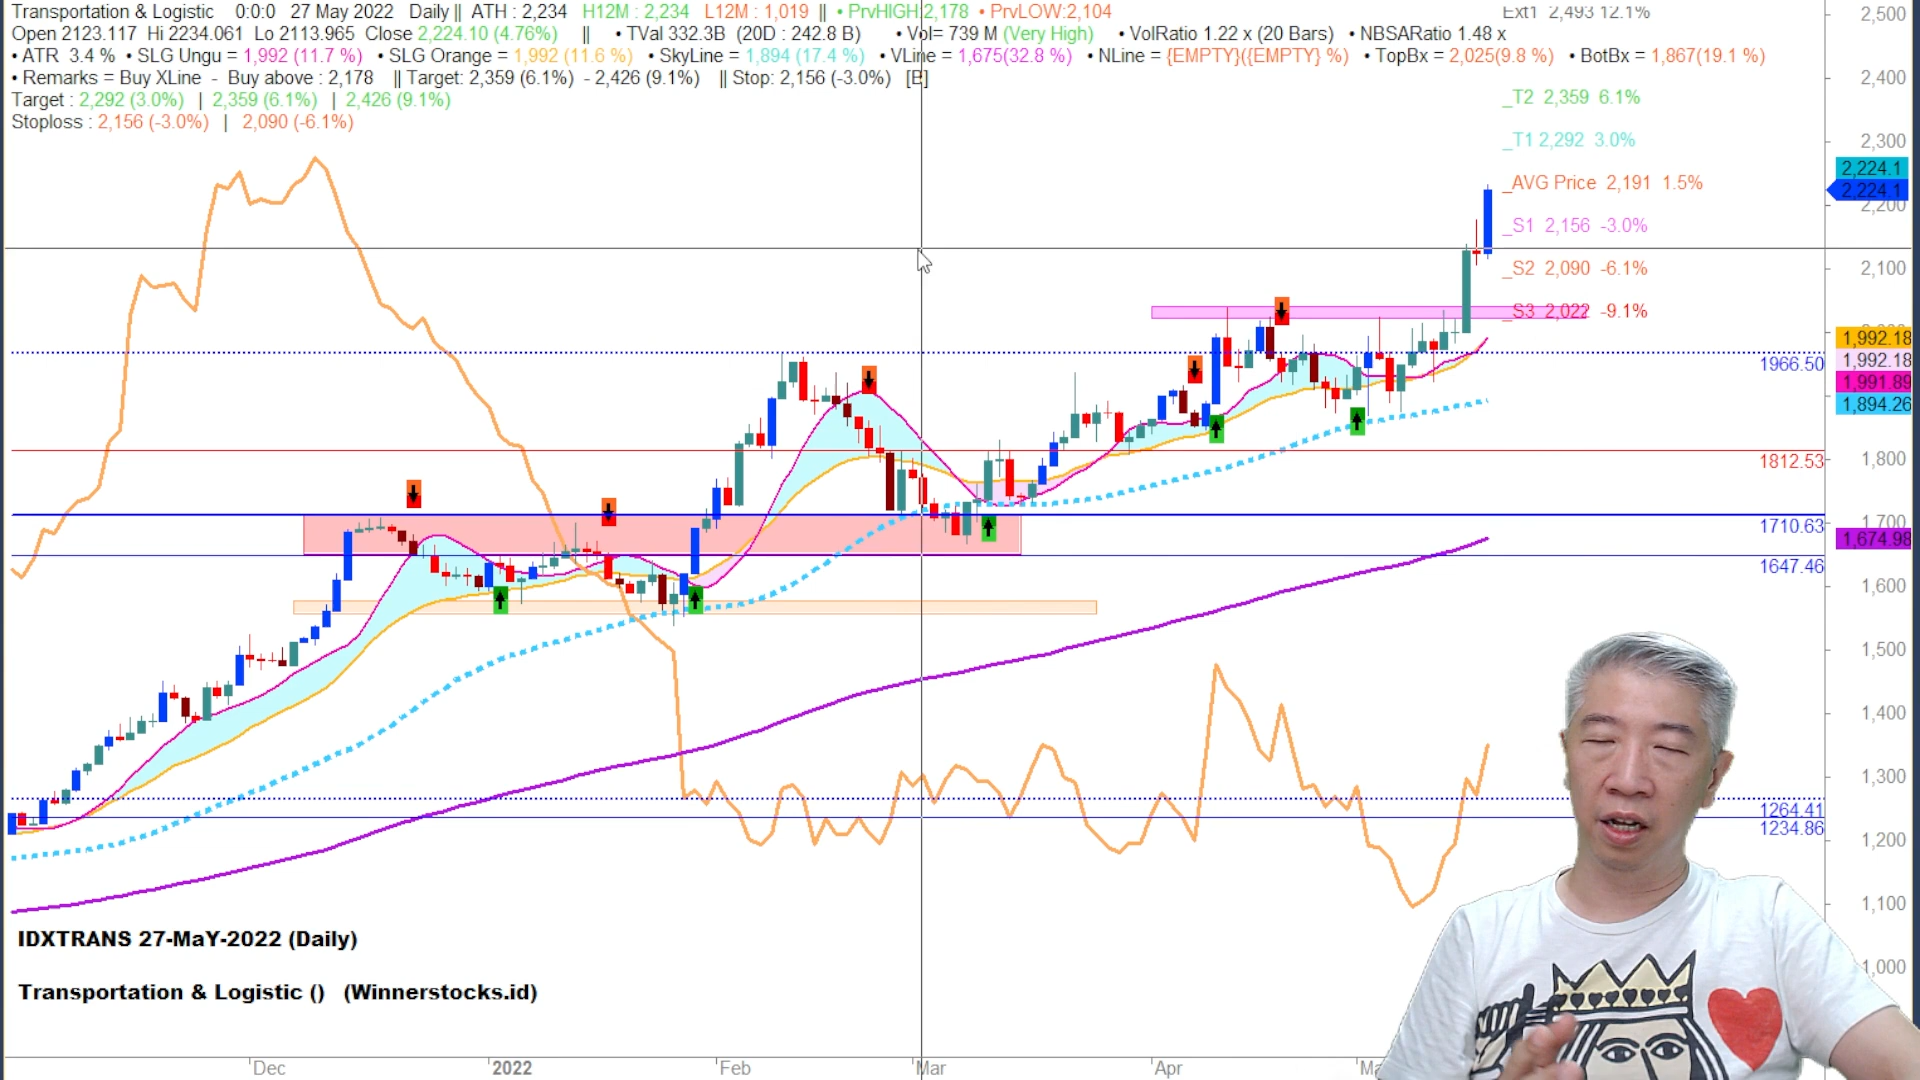 Transportation & Logistic 0:0:0 27 May 2022 Daily || ATH : 2,234 H12M : 2,234 L12M : 1,019 || • PrvHIGH:2,178 • PrvLOW:2,104
Open 2123.117 Hi 2234.061 Lo 2113.965 Close 2,224.10 (4.76%) || • TVal 332.3B (20D : 242.8 B) • Vol= 739 M (Very High) • VolRatio 1.22 x (20 Bars) • NBSARatio 1.48 x
• ATR 3.4 % • SLG Ungu = 1,992 (11.7 %) • SLG Orange = 1,992 (11.6 %) • SkyLine = 1,894 (17.4 %) • VLine = 1,675(32.8 %) • NLine = {EMPTY}({EMPTY} %) • TopBx = 2,025(9.8 %) • BotBx = 1,867(19.1 %)
• Remarks = Buy XLine - Buy above : 2,178 || Target: 2,359 (6.1%) - 2,426 (9.1%) || Stop: 2,156 (-3.0%) [B]
Target : 2,292 (3.0%) | 2,359 (6.1%) | 2,426 (9.1%)
Stoploss : 2,156 (-3.0%) | 2,090 (-6.1%)
Ext1 2,493 12.1%
_T2 2,359 6.1%
_T1 2,292 3.0%
_AVG Price 2,191 1.5%
_S1 2,156 -3.0%
_S2 2,090 -6.1%
_S3 2,022 -9.1%
2,500
2,400
2,300
2,224.1
2,224.1
2,200
2,100
1,992.18
1,992.18
1,991.89
1,894.26
1,800
1,700
1,674.98
1,600
1,500
1,400
1,300
1,200
1,100
1,000
1966.50
1812.53
1710.63
1647.46
1264.41
1234.86
IDXTRANS 27-MaY-2022 (Daily)
Transportation & Logistic () (Winnerstocks.id)
Dec 2022 Feb Mar Apr